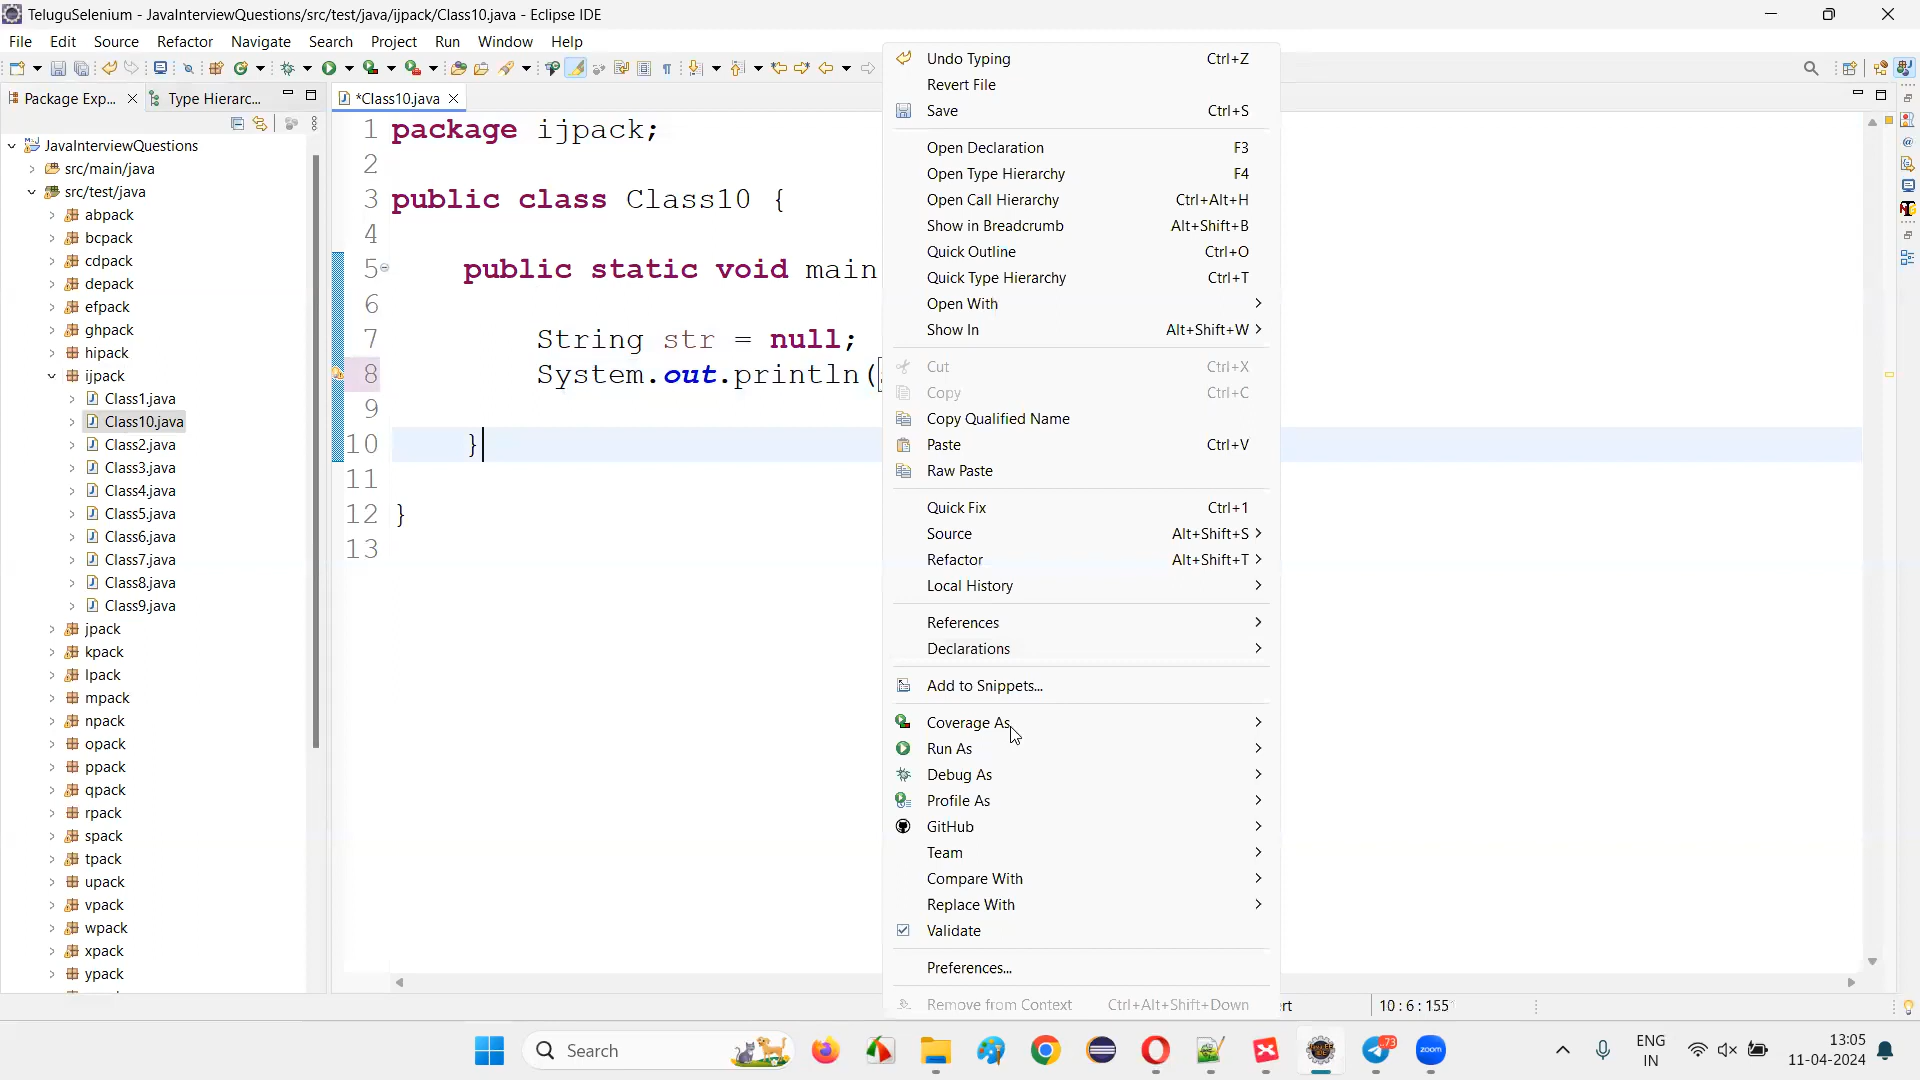 TeluguSelenium - JavaInterviewQuestions/src/test/java/ijpack/Class10.java - Eclipse IDE
File Edit Source Refactor Navigate Search Project Run Window Help
Package Exp... Type Hierarc...
*Class10.java
JavaInterviewQuestions
src/main/java
src/test/java
abpack
bcpack
cdpack
depack
efpack
ghpack
hipack
ijpack
Class1.java
Class10.java
Class2.java
Class3.java
Class4.java
Class5.java
Class6.java
Class7.java
Class8.java
Class9.java
jpack
kpack
lpack
mpack
npack
opack
ppack
qpack
rpack
spack
tpack
upack
vpack
wpack
xpack
ypack
1 package ijpack;
2
3 public class Class10 {
4
5 public static void main
6
7 String str = null;
8 System.out.println(
9
10 }
11
12 }
13
Undo Typing Ctrl+Z
Revert File
Save Ctrl+S
Open Declaration F3
Open Type Hierarchy F4
Open Call Hierarchy Ctrl+Alt+H
Show in Breadcrumb Alt+Shift+B
Quick Outline Ctrl+O
Quick Type Hierarchy Ctrl+T
Open With
Show In Alt+Shift+W
Cut Ctrl+X
Copy Ctrl+C
Copy Qualified Name
Paste Ctrl+V
Raw Paste
Quick Fix Ctrl+1
Source Alt+Shift+S
Refactor Alt+Shift+T
Local History
References
Declarations
Add to Snippets...
Coverage As
Run As
Debug As
Profile As
GitHub
Team
Compare With
Replace With
Validate
Preferences...
Remove from Context Ctrl+Alt+Shift+Down
10 : 6 : 155
Search
zoom
73
ENG
IN
13:05
11-04-2024